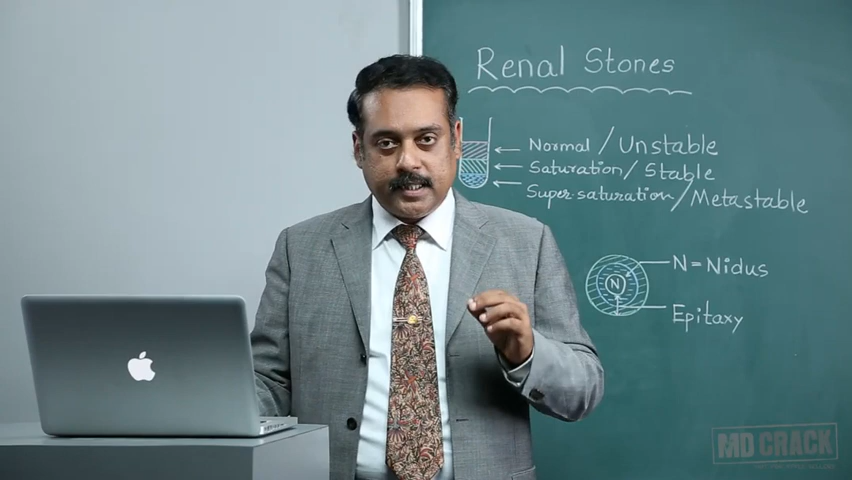 Renal Stones
Normal / Unstable
Saturation / Stable
Super-saturation / Metastable
N
N = Nidus
Epitaxy
MD CRACK